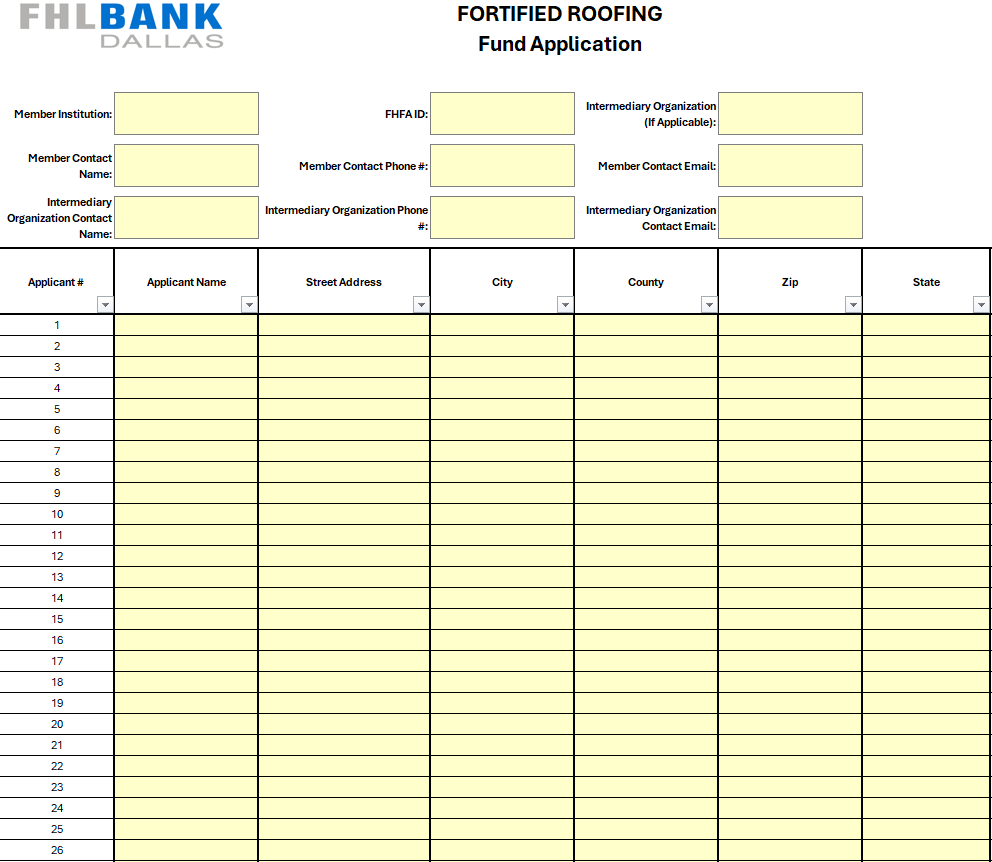 FHLBANK
DALLAS
FORTIFIED ROOFING
Fund Application
Member Institution:
FHFA ID:
Intermediary Organization
(If Applicable):
Member Contact
Name:
Member Contact Phone #:
Member Contact Email:
Intermediary
Organization Contact
Name:
Intermediary Organization Phone
#:
Intermediary Organization
Contact Email:
Applicant #
Applicant Name
Street Address
City
County
Zip
State
1
2
3
4
5
6
7
8
9
10
11
12
13
14
15
16
17
18
19
20
21
22
23
24
25
26